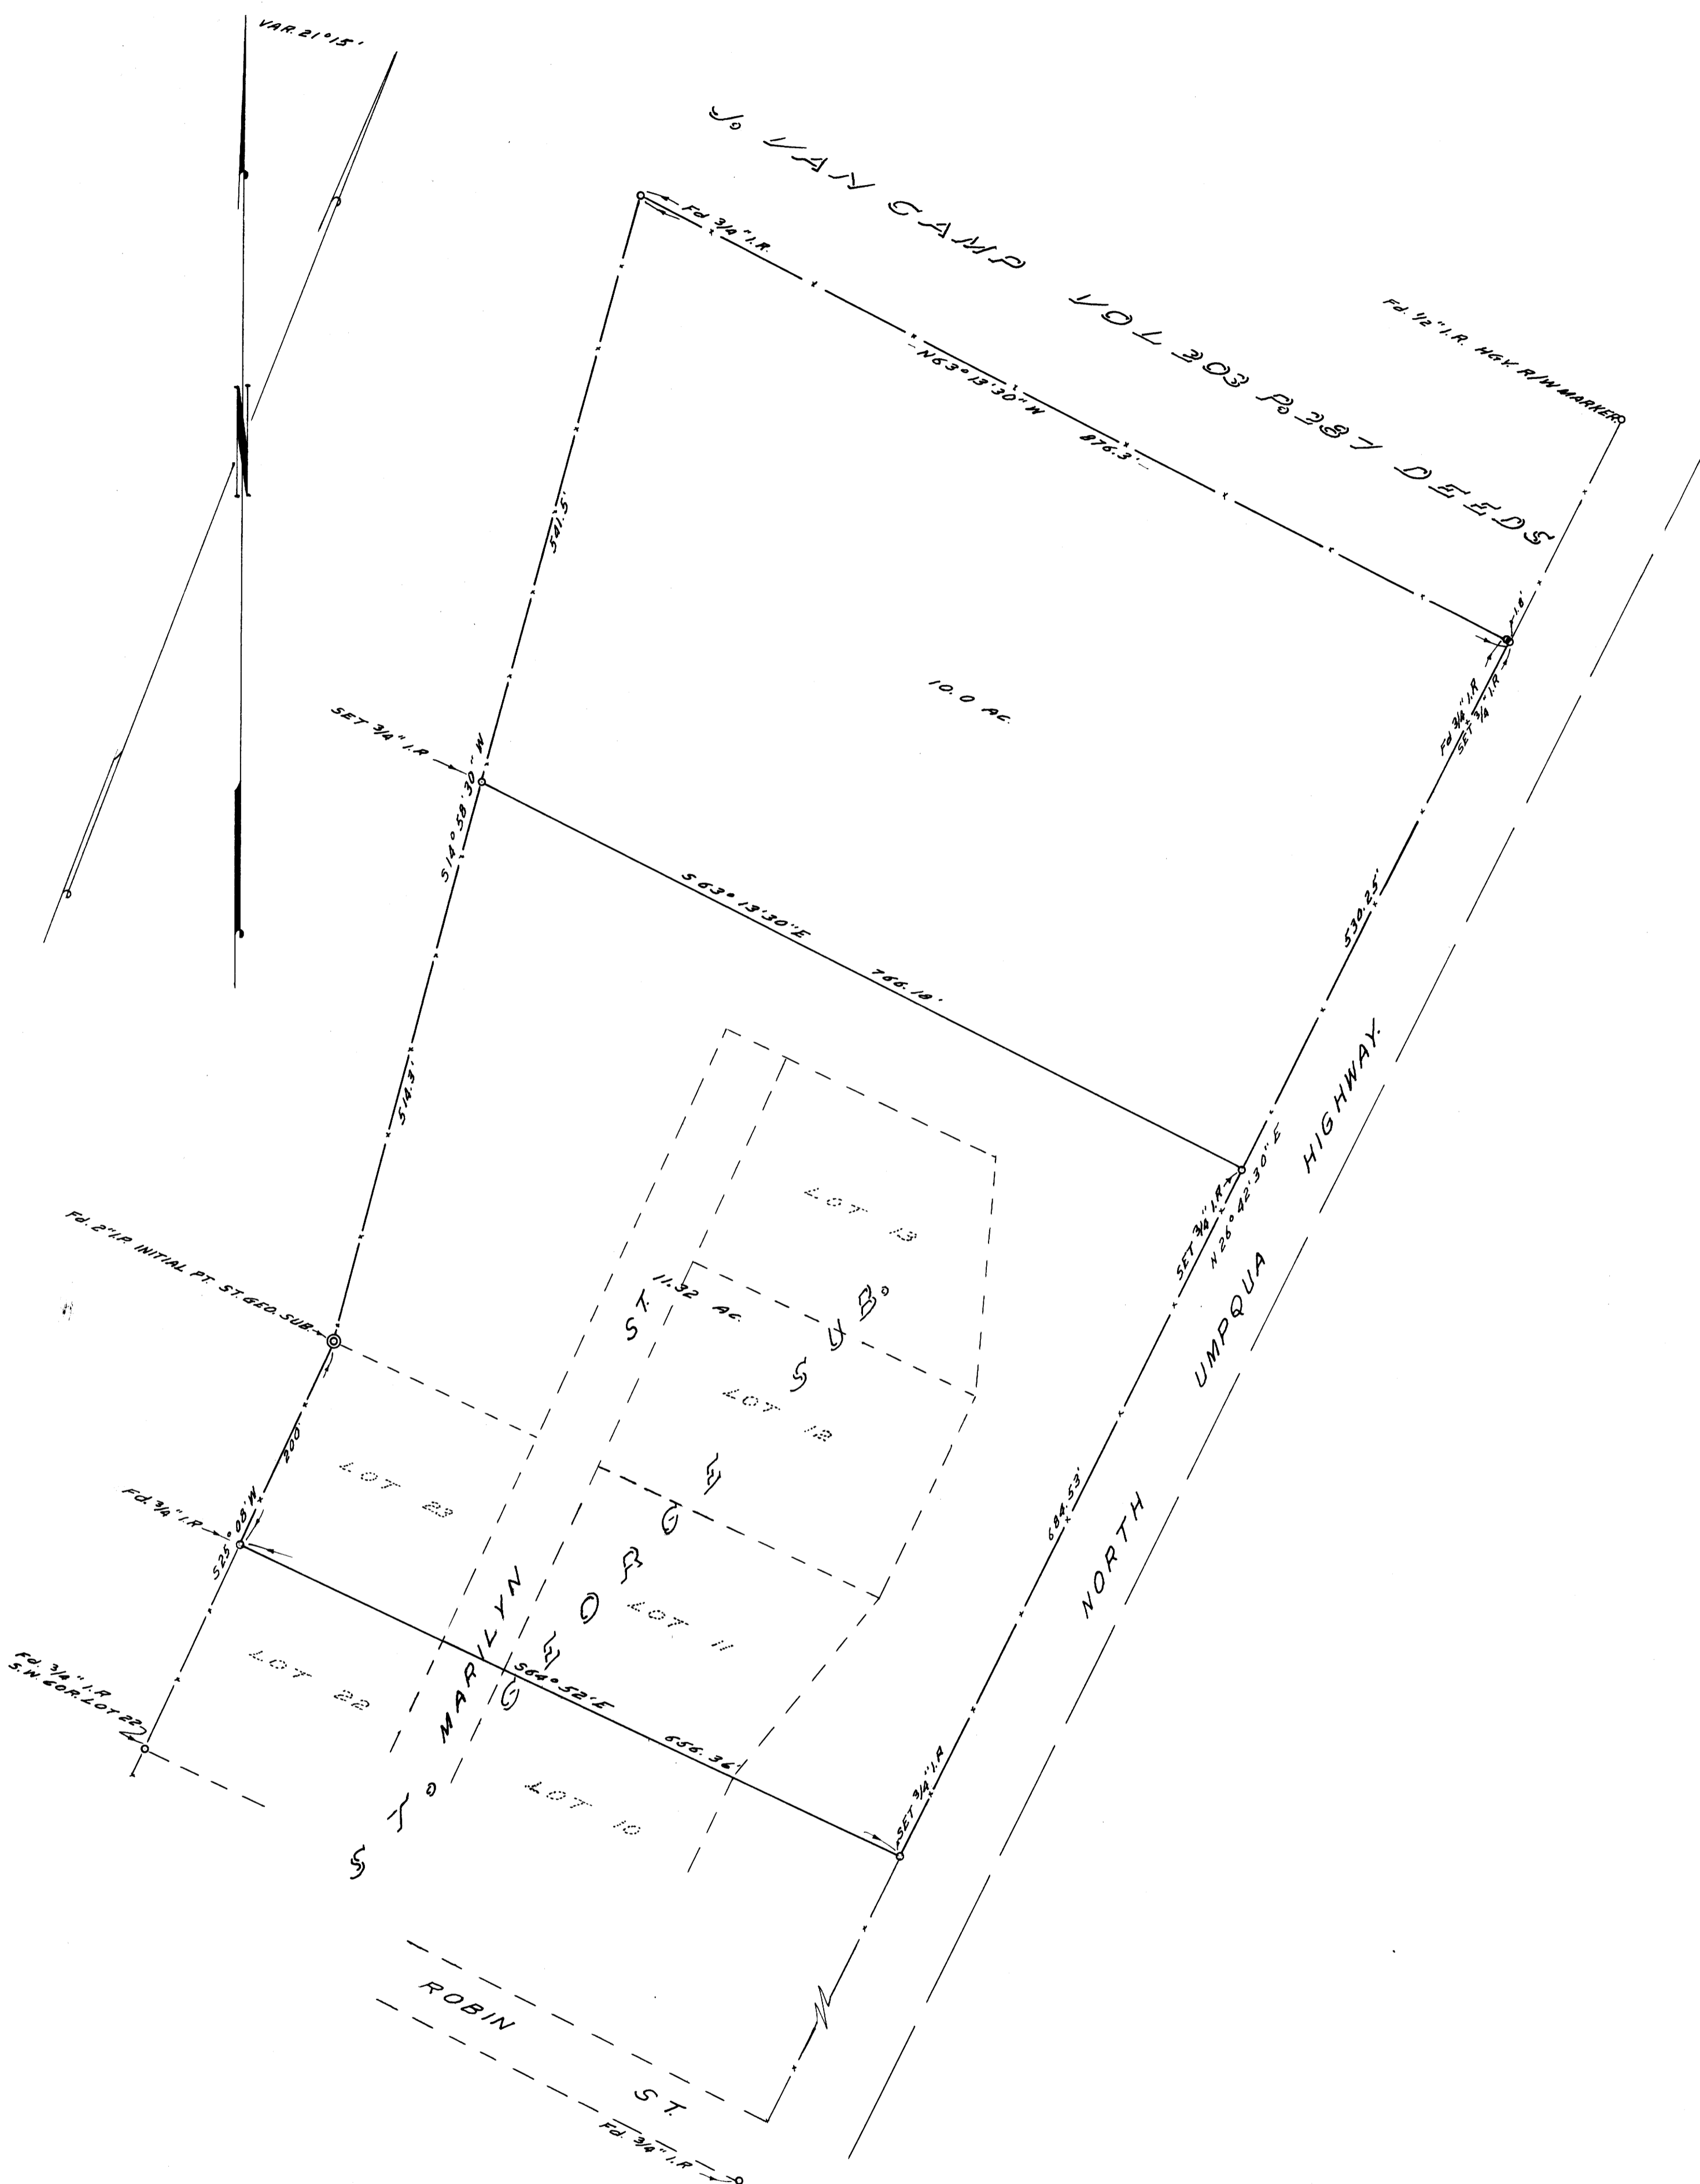 VAR. 21°15'
J. VAN CAMP VOL 303 P. 287 DEEDS
Fd 3/4" I.R.
Fd. 1/2" I.R. HGY. R/W MARKER
N63°13'30"W 876.3'
541.5'
1.8'
10.0 AC.
Fd 3/4" I.R
SET 3/4" I.R
SET 3/4" I.R
S14°58'30"W
S63°13'30"E
766.18'
530.25'
514.3'
SET 3/4" I.R
N26°42'30"E
NORTH UMPQUA HIGHWAY.
LOT 13
Fd. 2" I.P. INITIAL PT. ST. GEO. SUB.
11.32 AC.
MARILYN ST.
ST. GEORGE SUB.
LOT 12
200'
LOT 23
684.53'
Fd. 3/4" I.R
S25°08'W
LOT 11
LOT 22
S64°52'E
656.36'
Fd. 3/4" I.R
S.W. COR. LOT 22
LOT 10
SET 3/4" I.R
ROBIN ST.
Fd. 3/4" I.R